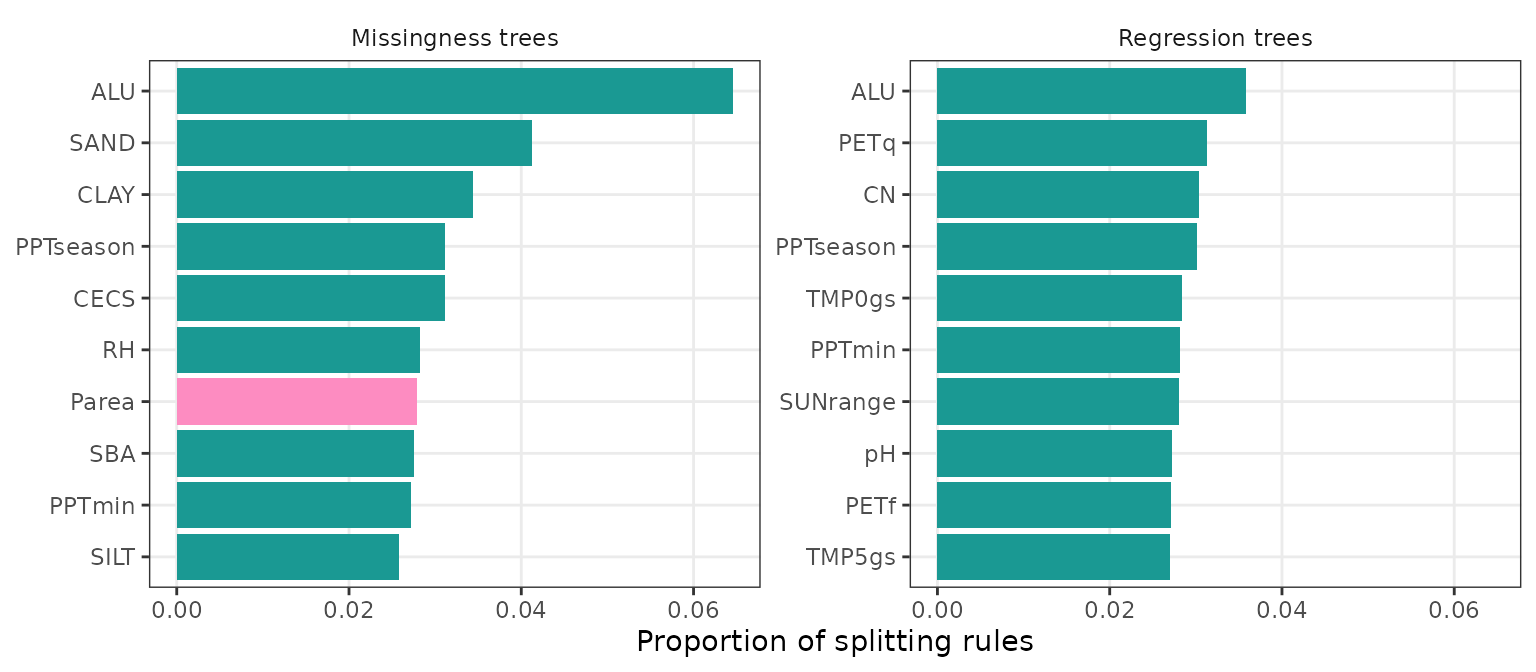 Missingness trees
ALU
SAND
CLAY
PPTseason
CECS
RH
Parea
SBA
PPTmin
SILT
0.00 0.02 0.04 0.06
Regression trees
ALU
PETq
CN
PPTseason
TMP0gs
PPTmin
SUNrange
pH
PETf
TMP5gs
0.00 0.02 0.04 0.06
Proportion of splitting rules